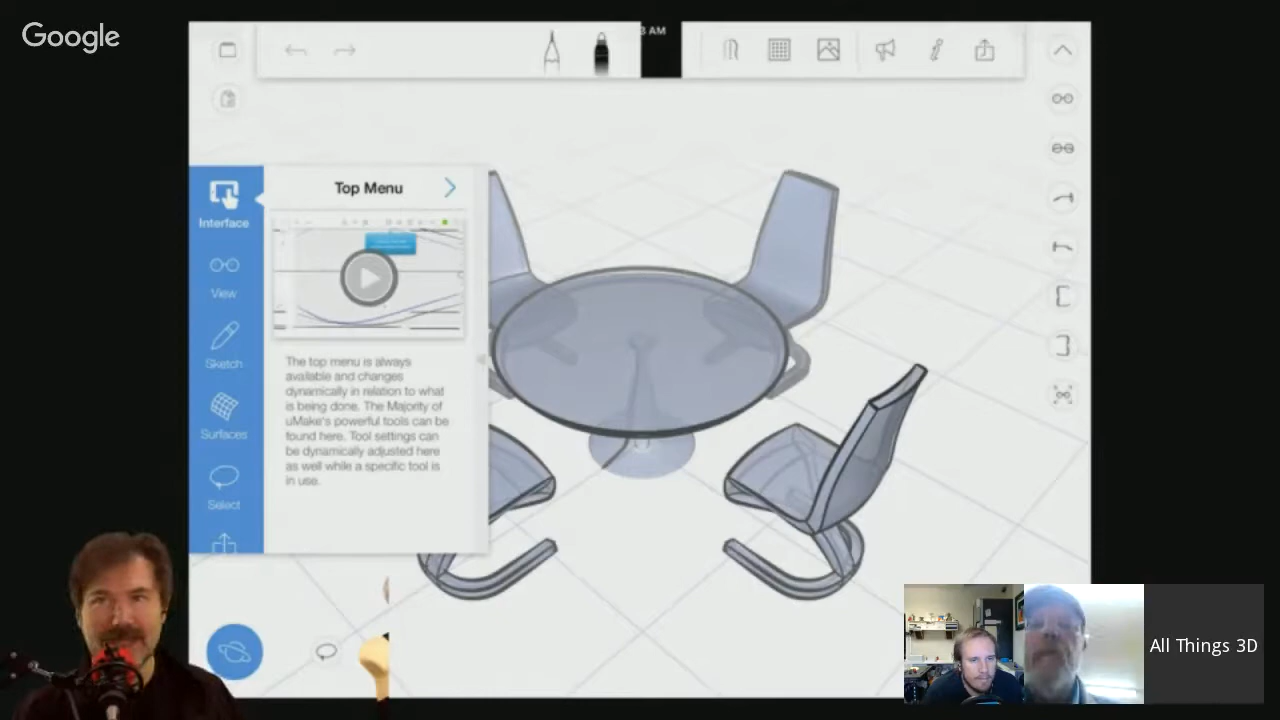 Google
3 AM
Top Menu
Interface
View
Sketch
Surfaces
Select
The top menu is always
available and changes
dynamically in relation to what
is being done. The Majority of
uMake's powerful tools can be
found here. Tool settings can
be dynamically adjusted here
as well while a specific tool is
in use.
All Things 3D